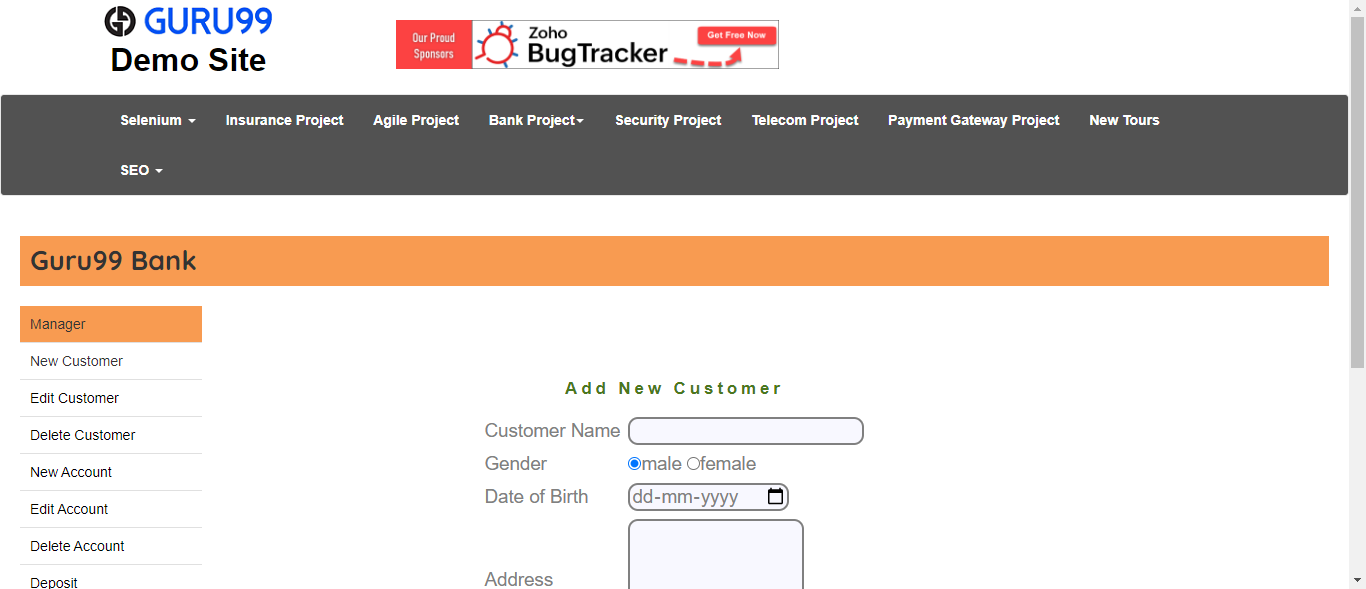 GURU99
Demo Site
Our Proud
Sponsors
Zoho
BugTracker
Get Free Now
Selenium
Insurance Project
Agile Project
Bank Project
Security Project
Telecom Project
Payment Gateway Project
New Tours
SEO
Guru99 Bank
Manager
New Customer
Edit Customer
Delete Customer
New Account
Edit Account
Delete Account
Deposit
Add New Customer
Customer Name
Gender male female
Date of Birth dd-mm-yyyy
Address